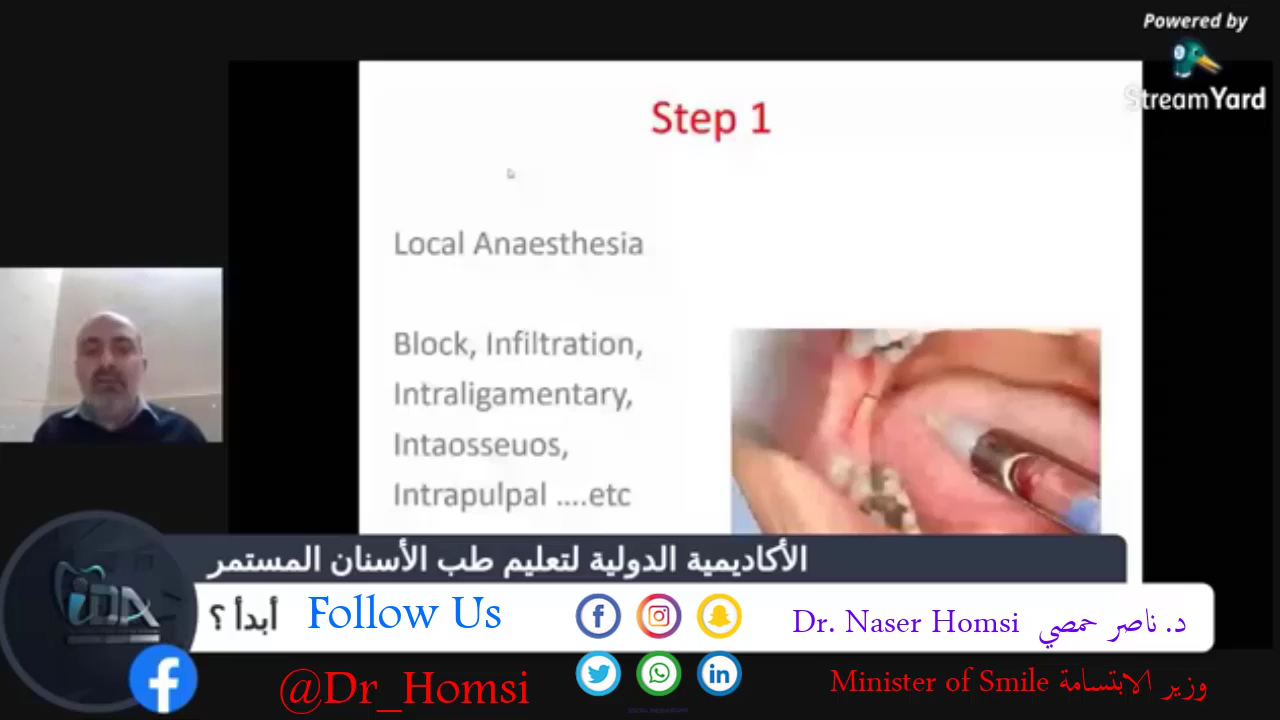 Powered by
StreamYard
Step 1
Local Anaesthesia
Block, Infiltration,
Intraligamentary,
Intaosseuos,
Intrapulpal ....etc
الأكاديمية الدولية لتعليم طب الأسنان المستمر
iDA
أبدأ ؟
Follow Us
Dr. Naser Homsi د. ناصر حمصي
@Dr_Homsi
Minister of Smile وزير الابتسامة